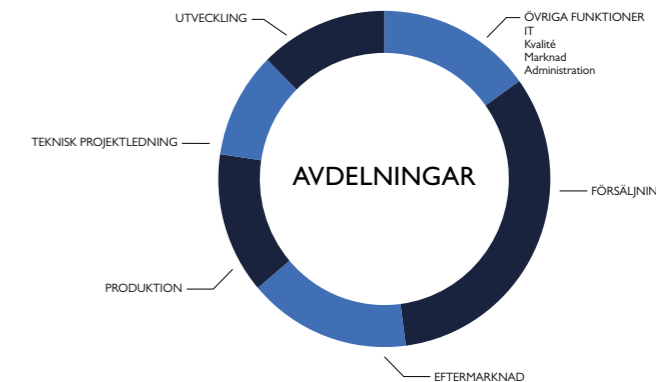 UTVECKLING
ÖVRIGA FUNKTIONER
IT
Kvalité
Marknad
Administration
TEKNISK PROJEKTLEDNING
AVDELNINGAR
FÖRSÄLJNIN
PRODUKTION
EFTERMARKNAD